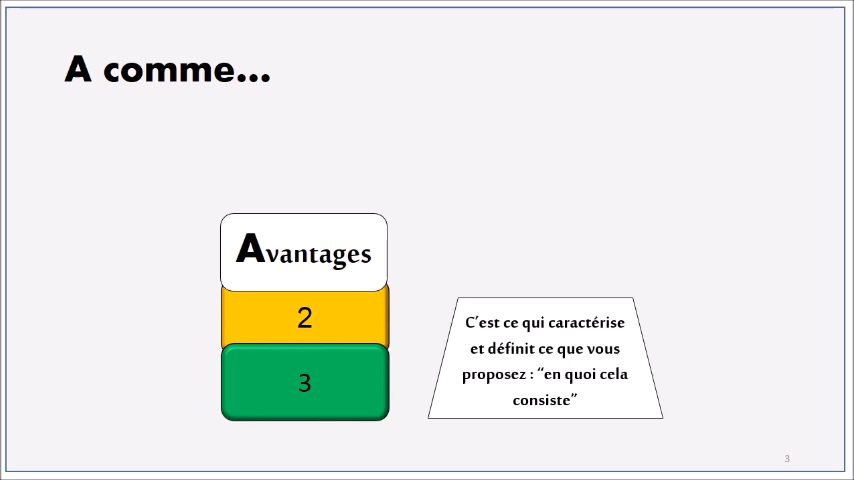 A comme...
Avantages
2
3
C'est ce qui caractérise
et définit ce que vous
proposez : “en quoi cela
consiste”
3